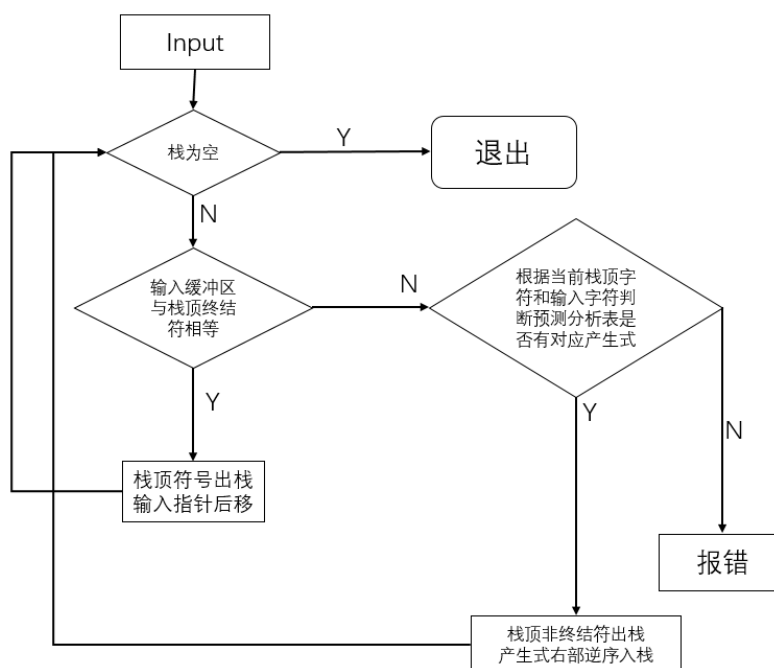 Input
栈为空
Y
退出
N
输入缓冲区
与栈顶终结
符相等
N
根据当前栈顶字
符和输入字符判
断预测分析表是
否有对应产生式
Y
Y
N
栈顶符号出栈
输入指针后移
报错
栈顶非终结符出栈
产生式右部逆序入栈